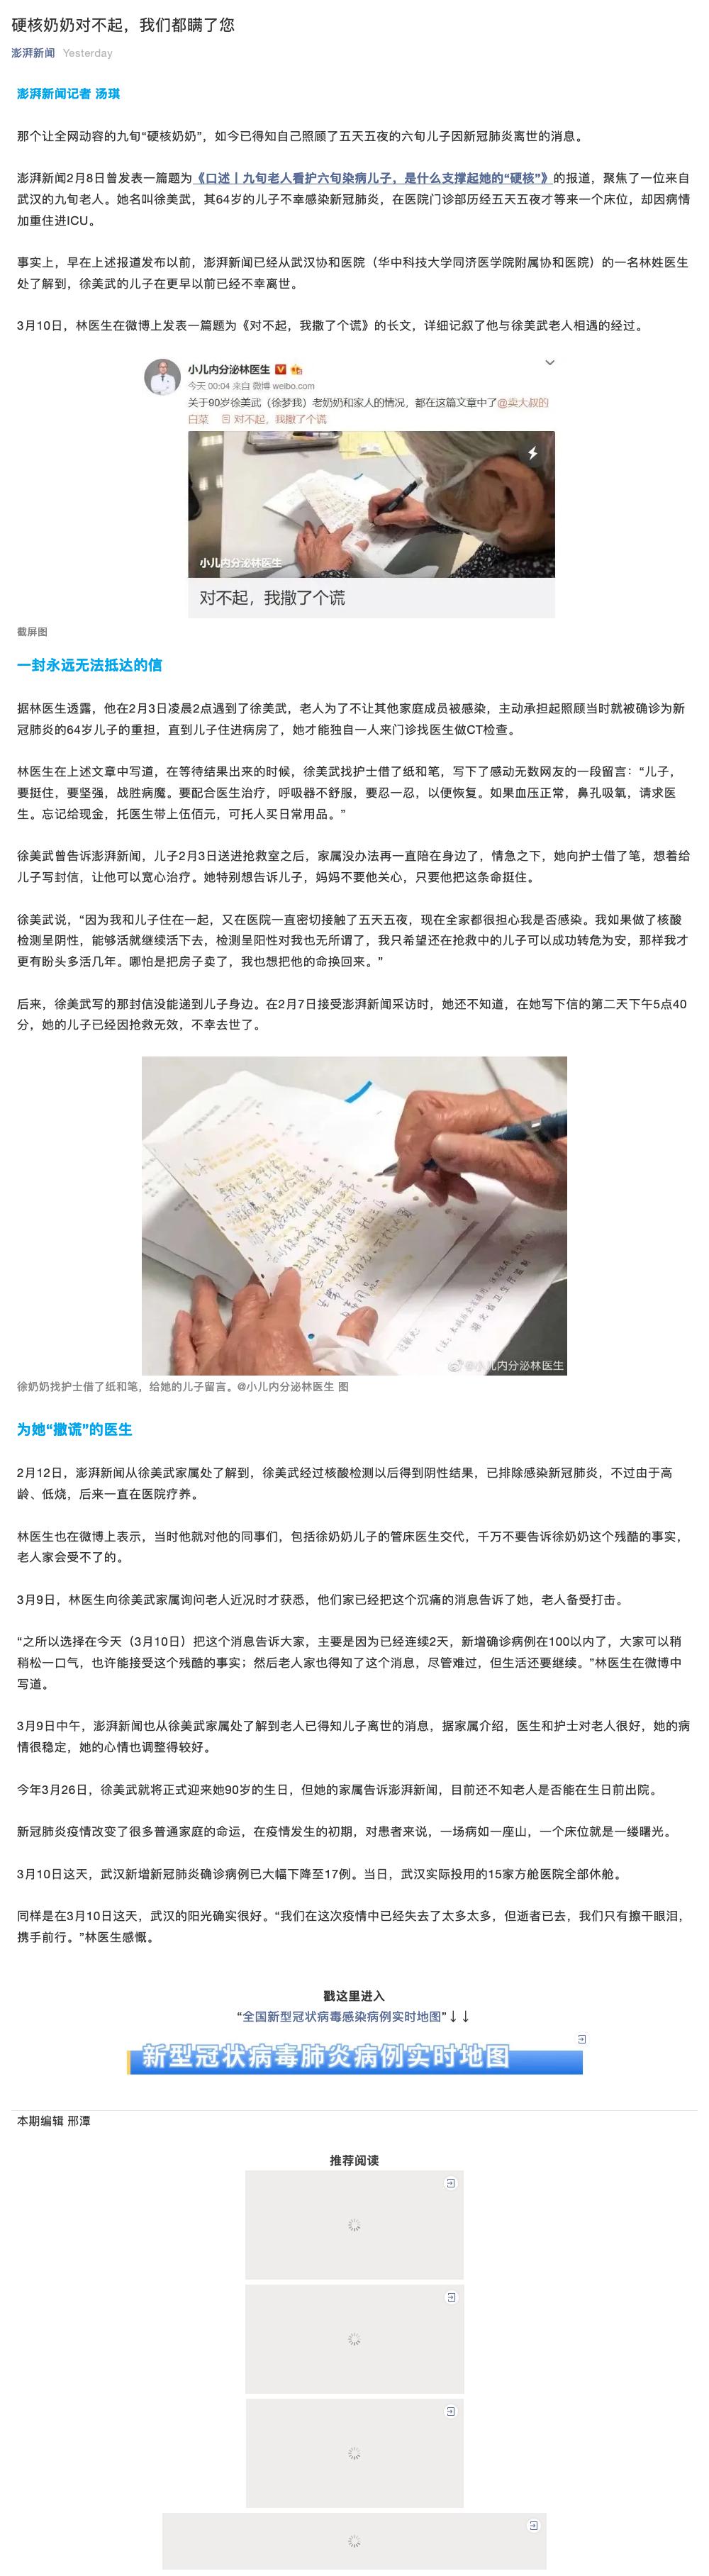 硬核奶奶对不起，我们都瞒了您
澎湃新闻 Yesterday
澎湃新闻记者 汤琪
那个让全网动容的九旬“硬核奶奶”，如今已得知自己照顾了五天五夜的六旬儿子因新冠肺炎离世的消息。
澎湃新闻2月8日曾发表一篇题为《口述丨九旬老人看护六旬染病儿子，是什么支撑起她的“硬核”》的报道，聚焦了一位来自
武汉的九旬老人。她名叫徐美武，其64岁的儿子不幸感染新冠肺炎，在医院门诊部历经五天五夜才等来一个床位，却因病情
加重住进ICU。
事实上，早在上述报道发布以前，澎湃新闻已经从武汉协和医院（华中科技大学同济医学院附属协和医院）的一名林姓医生
处了解到，徐美武的儿子在更早以前已经不幸离世。
3月10日，林医生在微博上发表一篇题为《对不起，我撒了个谎》的长文，详细记叙了他与徐美武老人相遇的经过。
小儿内分泌林医生
今天 00:04 来自 微博 weibo.com
关于90岁徐美武（徐梦我）老奶奶和家人的情况，都在这篇文章中了@卖大叔的
白菜 对不起，我撒了个谎
小儿内分泌林医生
对不起，我撒了个谎
截屏图
一封永远无法抵达的信
据林医生透露，他在2月3日凌晨2点遇到了徐美武，老人为了不让其他家庭成员被感染，主动承担起照顾当时就被确诊为新
冠肺炎的64岁儿子的重担，直到儿子住进病房了，她才能独自一人来门诊找医生做CT检查。
林医生在上述文章中写道，在等待结果出来的时候，徐美武找护士借了纸和笔，写下了感动无数网友的一段留言：“儿子，
要挺住，要坚强，战胜病魔。要配合医生治疗，呼吸器不舒服，要忍一忍，以便恢复。如果血压正常，鼻孔吸氧，请求医
生。忘记给现金，托医生带上伍佰元，可托人买日常用品。”
徐美武曾告诉澎湃新闻，儿子2月3日送进抢救室之后，家属没办法再一直陪在身边了，情急之下，她向护士借了笔，想着给
儿子写封信，让他可以宽心治疗。她特别想告诉儿子，妈妈不要他关心，只要他把这条命挺住。
徐美武说，“因为我和儿子住在一起，又在医院一直密切接触了五天五夜，现在全家都很担心我是否感染。我如果做了核酸
检测呈阴性，能够活就继续活下去，检测呈阳性对我也无所谓了，我只希望还在抢救中的儿子可以成功转危为安，那样我才
更有盼头多活几年。哪怕是把房子卖了，我也想把他的命换回来。”
后来，徐美武写的那封信没能递到儿子身边。在2月7日接受澎湃新闻采访时，她还不知道，在她写下信的第二天下午5点40
分，她的儿子已经因抢救无效，不幸去世了。
@小儿内分泌林医生
徐奶奶找护士借了纸和笔，给她的儿子留言。@小儿内分泌林医生 图
为她“撒谎”的医生
2月12日，澎湃新闻从徐美武家属处了解到，徐美武经过核酸检测以后得到阴性结果，已排除感染新冠肺炎，不过由于高
龄、低烧，后来一直在医院疗养。
林医生也在微博上表示，当时他就对他的同事们，包括徐奶奶儿子的管床医生交代，千万不要告诉徐奶奶这个残酷的事实，
老人家会受不了的。
3月9日，林医生向徐美武家属询问老人近况时才获悉，他们家已经把这个沉痛的消息告诉了她，老人备受打击。
“之所以选择在今天（3月10日）把这个消息告诉大家，主要是因为已经连续2天，新增确诊病例在100以内了，大家可以稍
稍松一口气，也许能接受这个残酷的事实；然后老人家也得知了这个消息，尽管难过，但生活还要继续。”林医生在微博中
写道。
3月9日中午，澎湃新闻也从徐美武家属处了解到老人已得知儿子离世的消息，据家属介绍，医生和护士对老人很好，她的病
情很稳定，她的心情也调整得较好。
今年3月26日，徐美武就将正式迎来她90岁的生日，但她的家属告诉澎湃新闻，目前还不知老人是否能在生日前出院。
新冠肺炎疫情改变了很多普通家庭的命运，在疫情发生的初期，对患者来说，一场病如一座山，一个床位就是一缕曙光。
3月10日这天，武汉新增新冠肺炎确诊病例已大幅下降至17例。当日，武汉实际投用的15家方舱医院全部休舱。
同样是在3月10日这天，武汉的阳光确实很好。“我们在这次疫情中已经失去了太多太多，但逝者已去，我们只有擦干眼泪，
携手前行。”林医生感慨。
戳这里进入
“全国新型冠状病毒感染病例实时地图”↓↓
新型冠状病毒肺炎病例实时地图
本期编辑 邢潭
推荐阅读